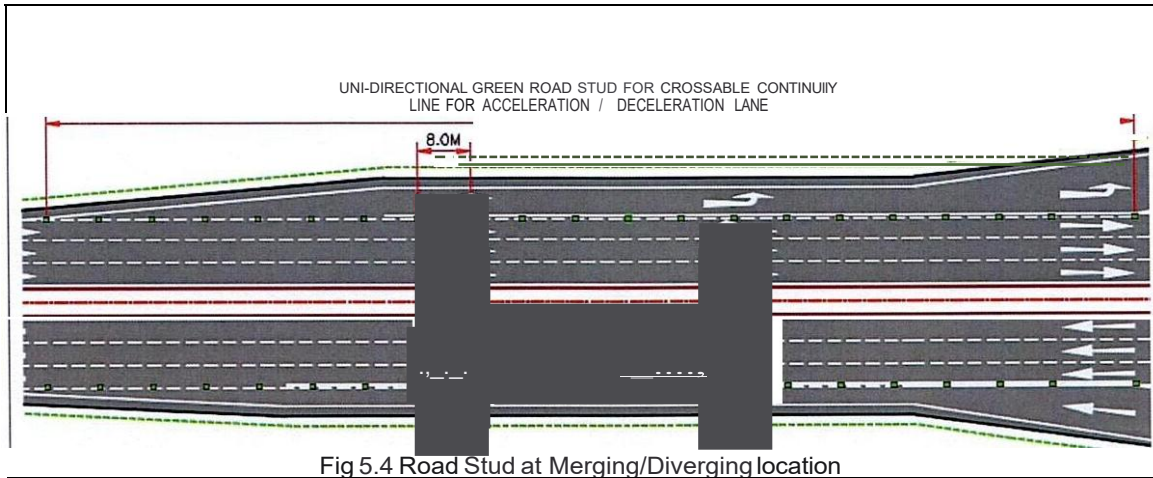 UNI-DIRECTIONAL GREEN ROAD STUD FOR CROSSABLE CONTINUIIY
LINE FOR ACCELERATION / DECELERATION LANE
8.0M
Fig 5.4 Road Stud at Merging/Diverging location